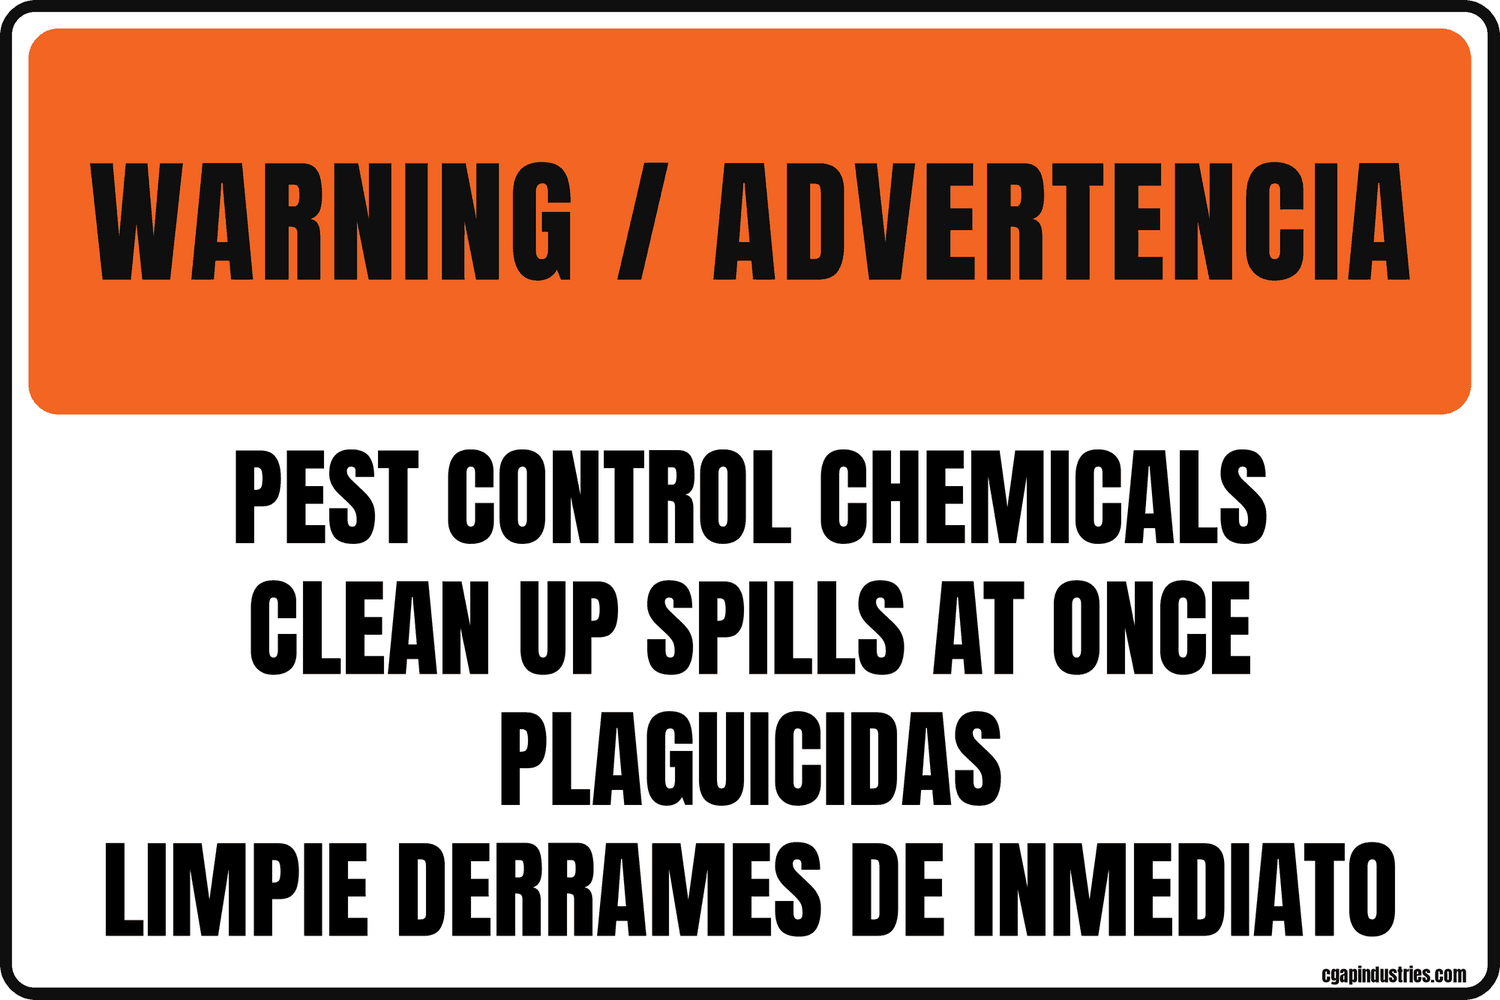 WARNING / ADVERTENCIA
PEST CONTROL CHEMICALS
CLEAN UP SPILLS AT ONCE
PLAGUICIDAS
LIMPIE DERRAMES DE INMEDIATO
cgapindustries.com